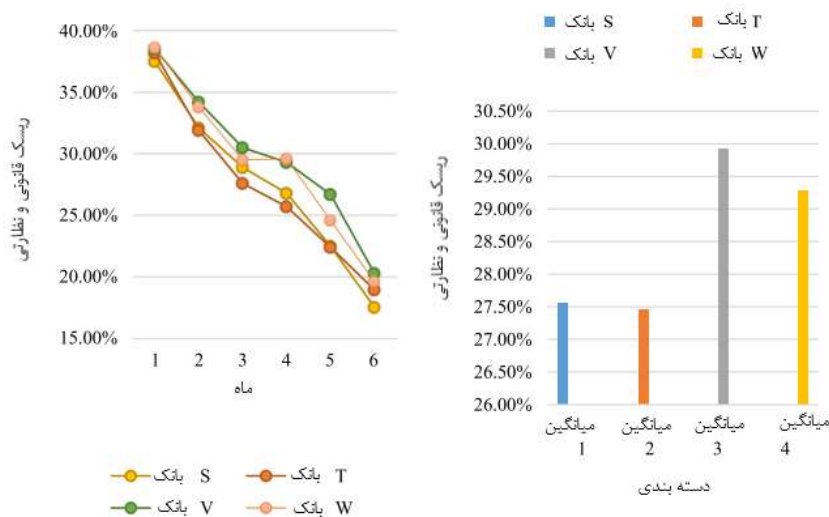 ریسک قانونی و نظارتی
40.00%
35.00%
30.00%
25.00%
20.00%
15.00%
1 2 3 4 5 6
ماه
بانک S بانک T
بانک V بانک W
بانک S بانک T
بانک V بانک W
ریسک قانونی و نظارتی
30.50%
30.00%
29.50%
29.00%
28.50%
28.00%
27.50%
27.00%
26.50%
26.00%
میانگین میانگین میانگین میانگین
1 2 3 4
دسته بندی